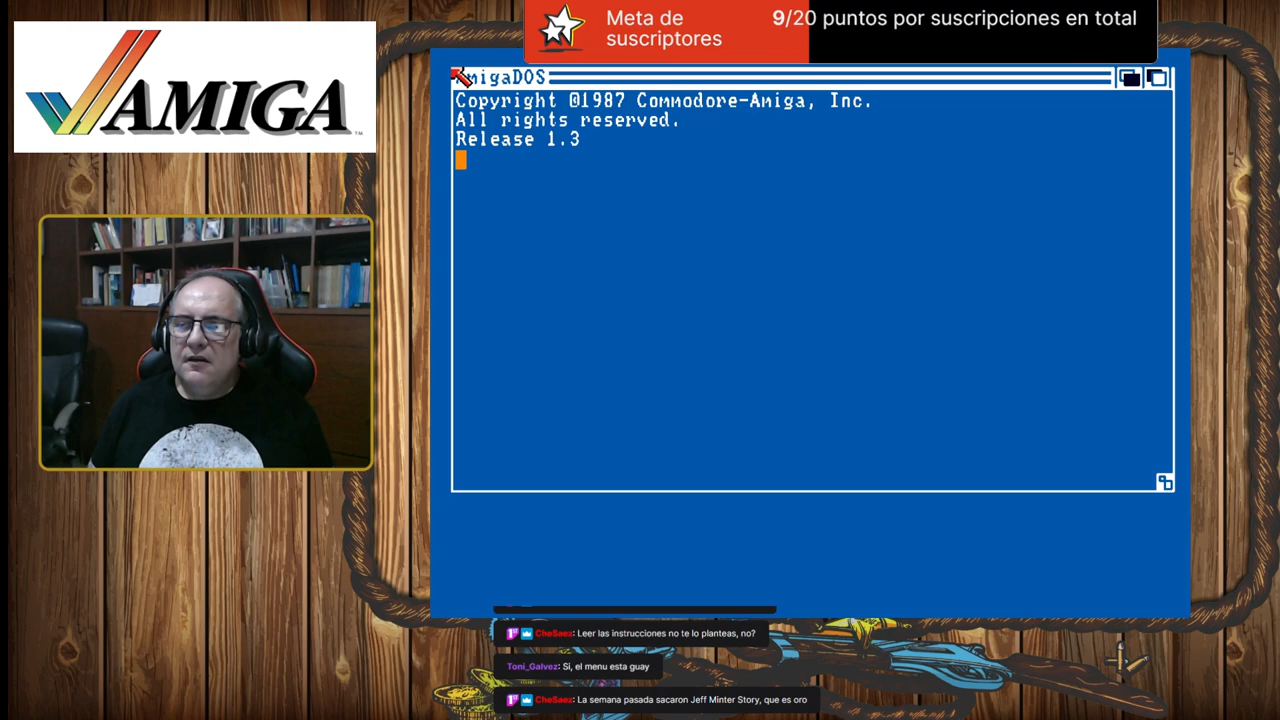 Meta de
suscriptores
9/20 puntos por suscripciones en total
AMIGA™
AmigaDOS
Copyright @1987 Commodore-Amiga, Inc.
All rights reserved.
Release 1.3
CheSaez: Leer las instrucciones no te lo planteas, no?
Toni_Galvez: Si, el menu esta guay
CheSaez: La semana pasada sacaron Jeff Minter Story, que es oro